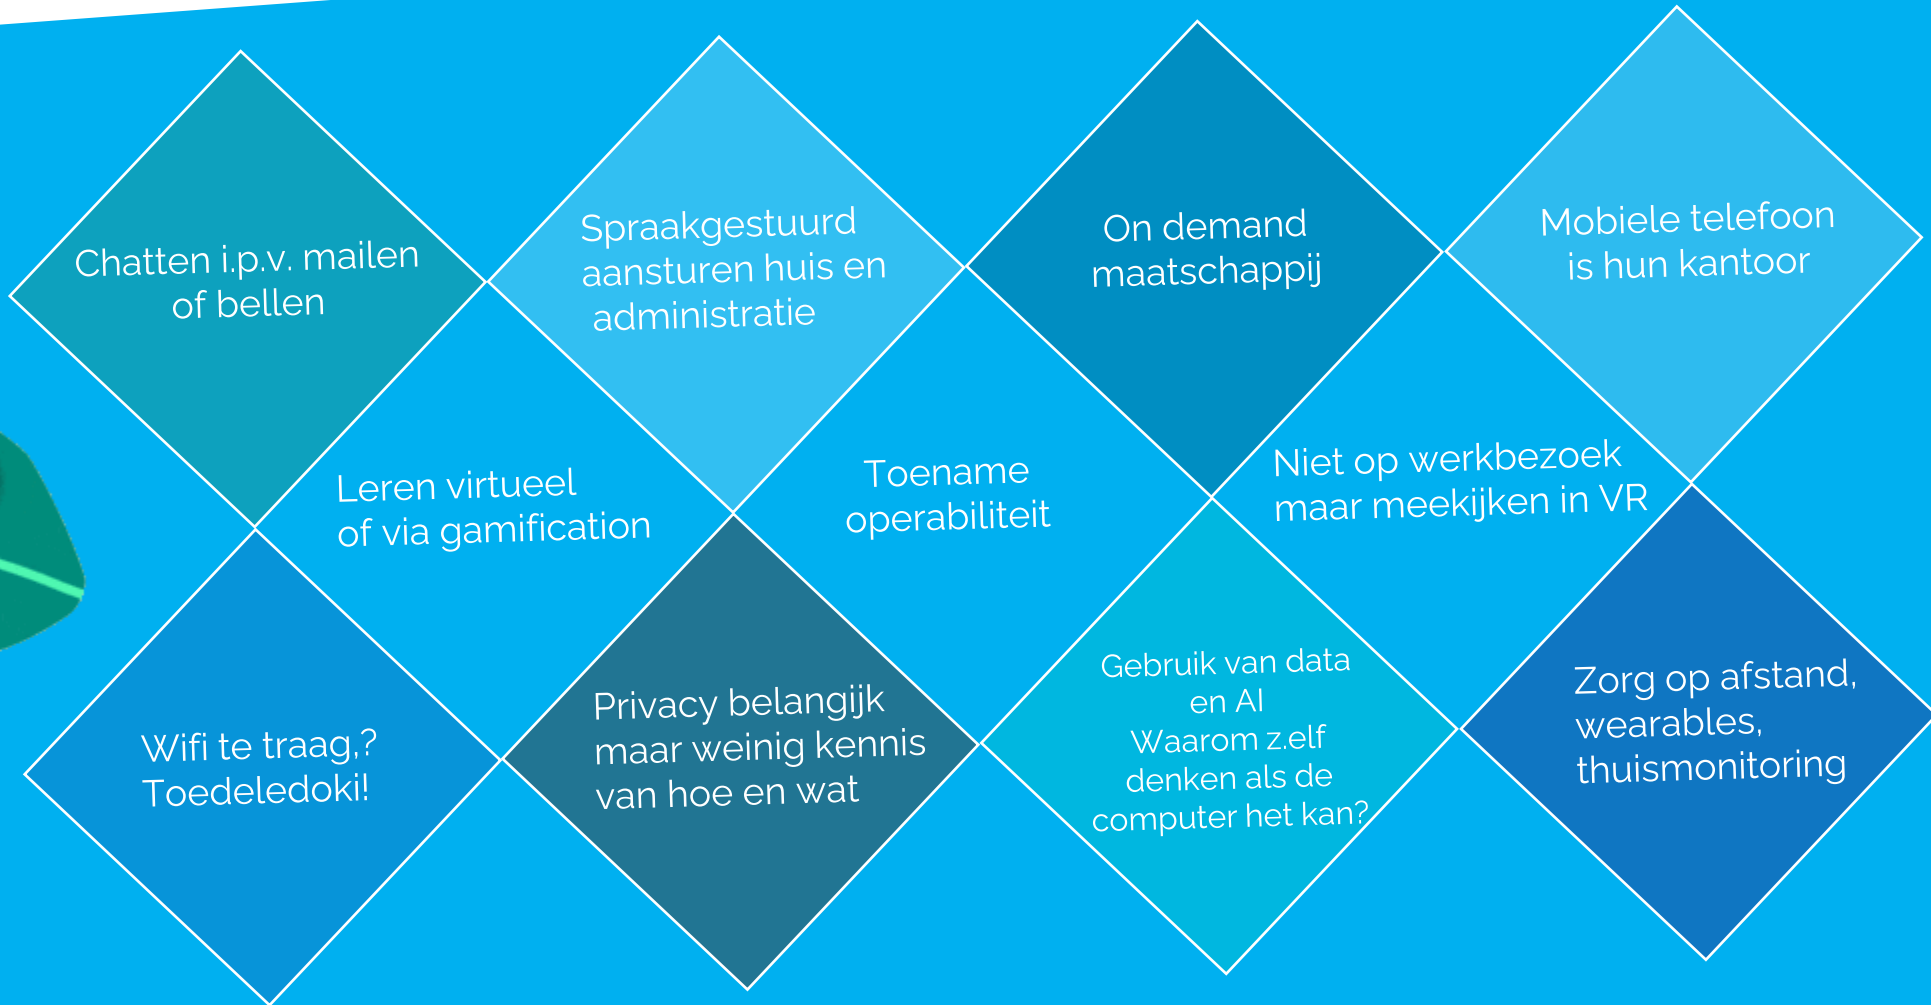 Chatten i.p.v. mailen
of bellen
Spraakgestuurd
aansturen huis en
administratie
On demand
maatschappij
Mobiele telefoon
is hun kantoor
Leren virtueel
of via gamification
Toename
operabiliteit
Niet op werkbezoek
maar meekijken in VR
Wifi te traag,?
Toedeledoki!
Privacy belangijk
maar weinig kennis
van hoe en wat
Gebruik van data
en AI
Waarom z.elf
denken als de
computer het kan?
Zorg op afstand,
wearables,
thuismonitoring